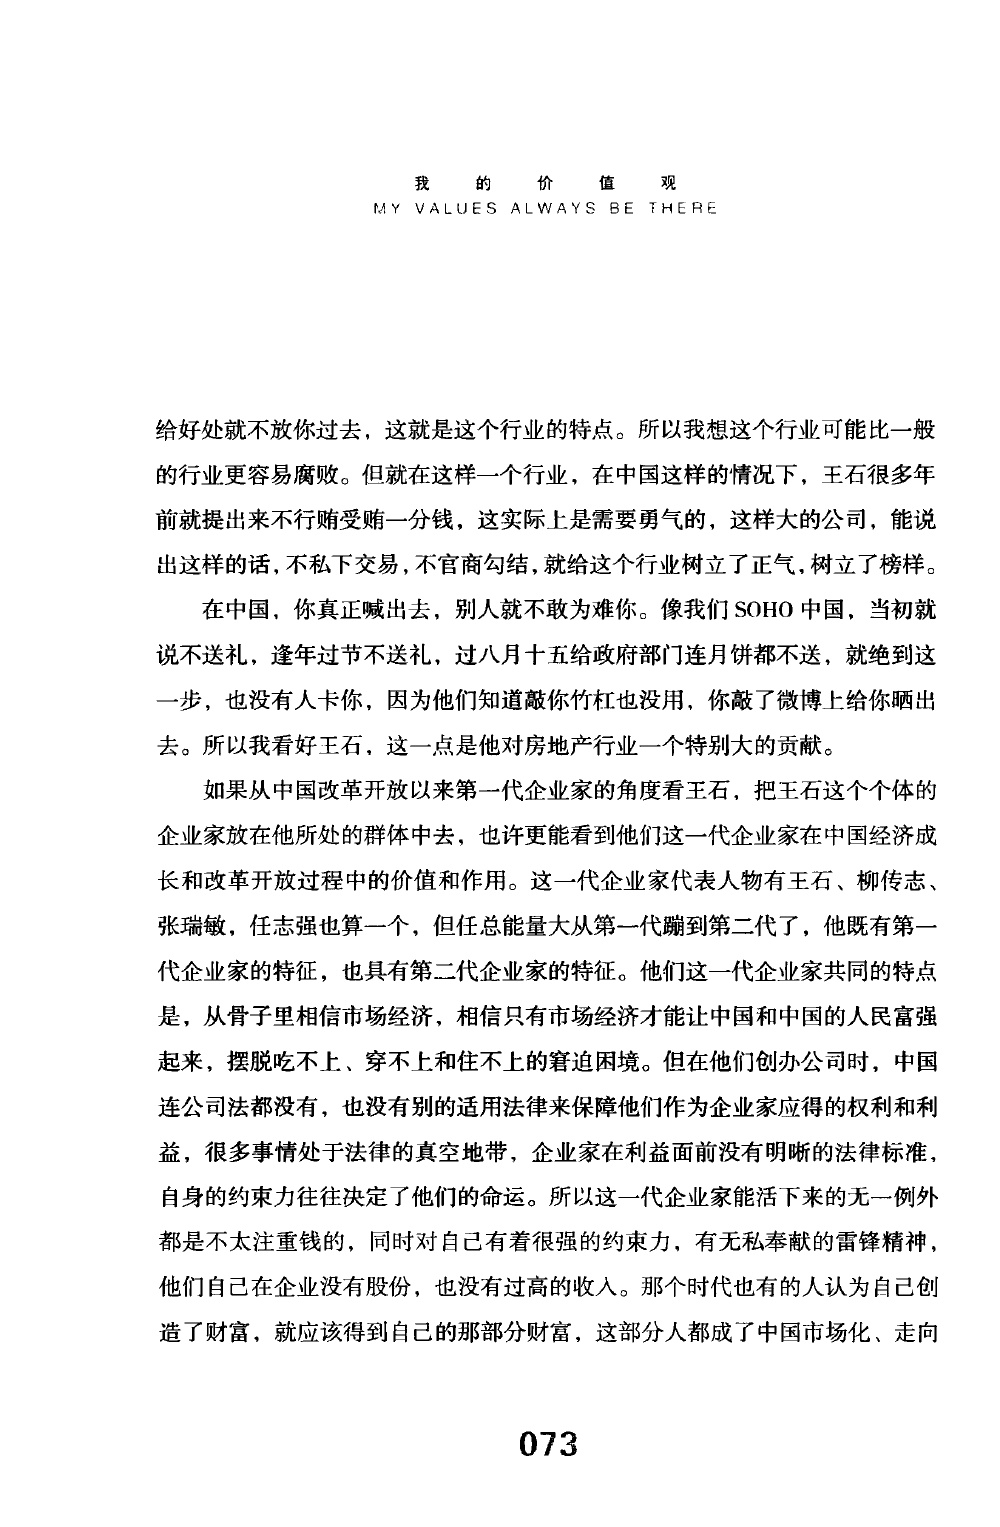 我的价值观
MY VALUES ALWAYS BE THERE
给好处就不放你过去，这就是这个行业的特点。所以我想这个行业可能比一般
的行业更容易腐败。但就在这样一个行业，在中国这样的情况下，王石很多年
前就提出来不行贿受贿一分钱，这实际上是需要勇气的，这样大的公司，能说
出这样的话，不私下交易，不官商勾结，就给这个行业树立了正气，树立了榜样。
在中国，你真正喊出去，别人就不敢为难你。像我们 SOHO 中国，当初就
说不送礼，逢年过节不送礼，过八月十五给政府部门连月饼都不送，就绝到这
一步，也没有人卡你，因为他们知道敲你竹杠也没用，你敲了微博上给你晒出
去。所以我看好王石，这一点是他对房地产行业一个特别大的贡献。
如果从中国改革开放以来第一代企业家的角度看王石，把王石这个个体的
企业家放在他所处的群体中去，也许更能看到他们这一代企业家在中国经济成
长和改革开放过程中的价值和作用。这一代企业家代表人物有王石、柳传志、
张瑞敏，任志强也算一个，但任总能量大从第一代蹦到第二代了，他既有第一
代企业家的特征，也具有第二代企业家的特征。他们这一代企业家共同的特点
是，从骨子里相信市场经济，相信只有市场经济才能让中国和中国的人民富强
起来，摆脱吃不上、穿不上和住不上的窘迫困境。但在他们创办公司时，中国
连公司法都没有，也没有别的适用法律来保障他们作为企业家应得的权利和利
益，很多事情处于法律的真空地带，企业家在利益面前没有明晰的法律标准，
自身的约束力往往决定了他们的命运。所以这一代企业家能活下来的无一例外
都是不太注重钱的，同时对自己有着很强的约束力，有无私奉献的雷锋精神，
他们自己在企业没有股份，也没有过高的收入。那个时代也有的人认为自己创
造了财富，就应该得到自己的那部分财富，这部分人都成了中国市场化、走向
073